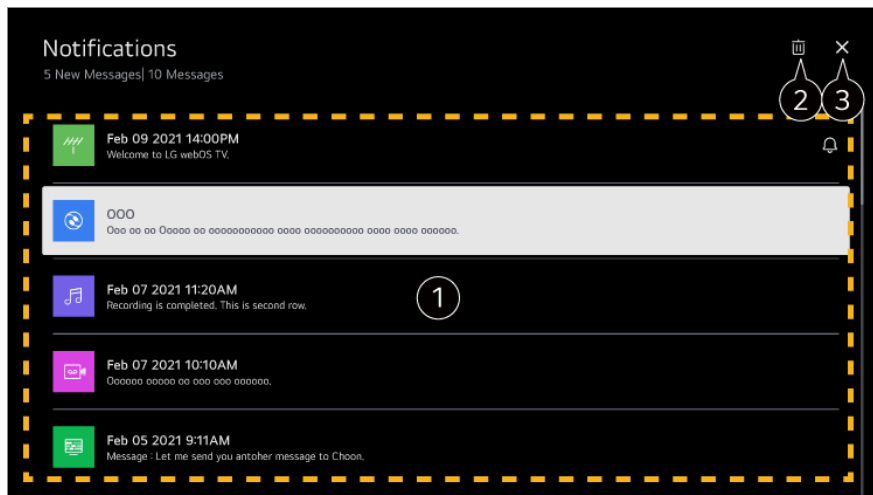 Notifications
5 New Messages| 10 Messages
2
3
Feb 09 2021 14:00PM
Welcome to LG webOS TV.
OOO
Ooo oo oo Ooooo oo ooooooooooo oooo oooooooooo oooo oooo oooooo.
Feb 07 2021 11:20AM
Recording is completed. This is second row.
1
Feb 07 2021 10:10AM
Oooooo ooooo oo ooo ooo oooooo.
Feb 05 2021 9:11AM
Message : Let me send you antoher message to Choon.